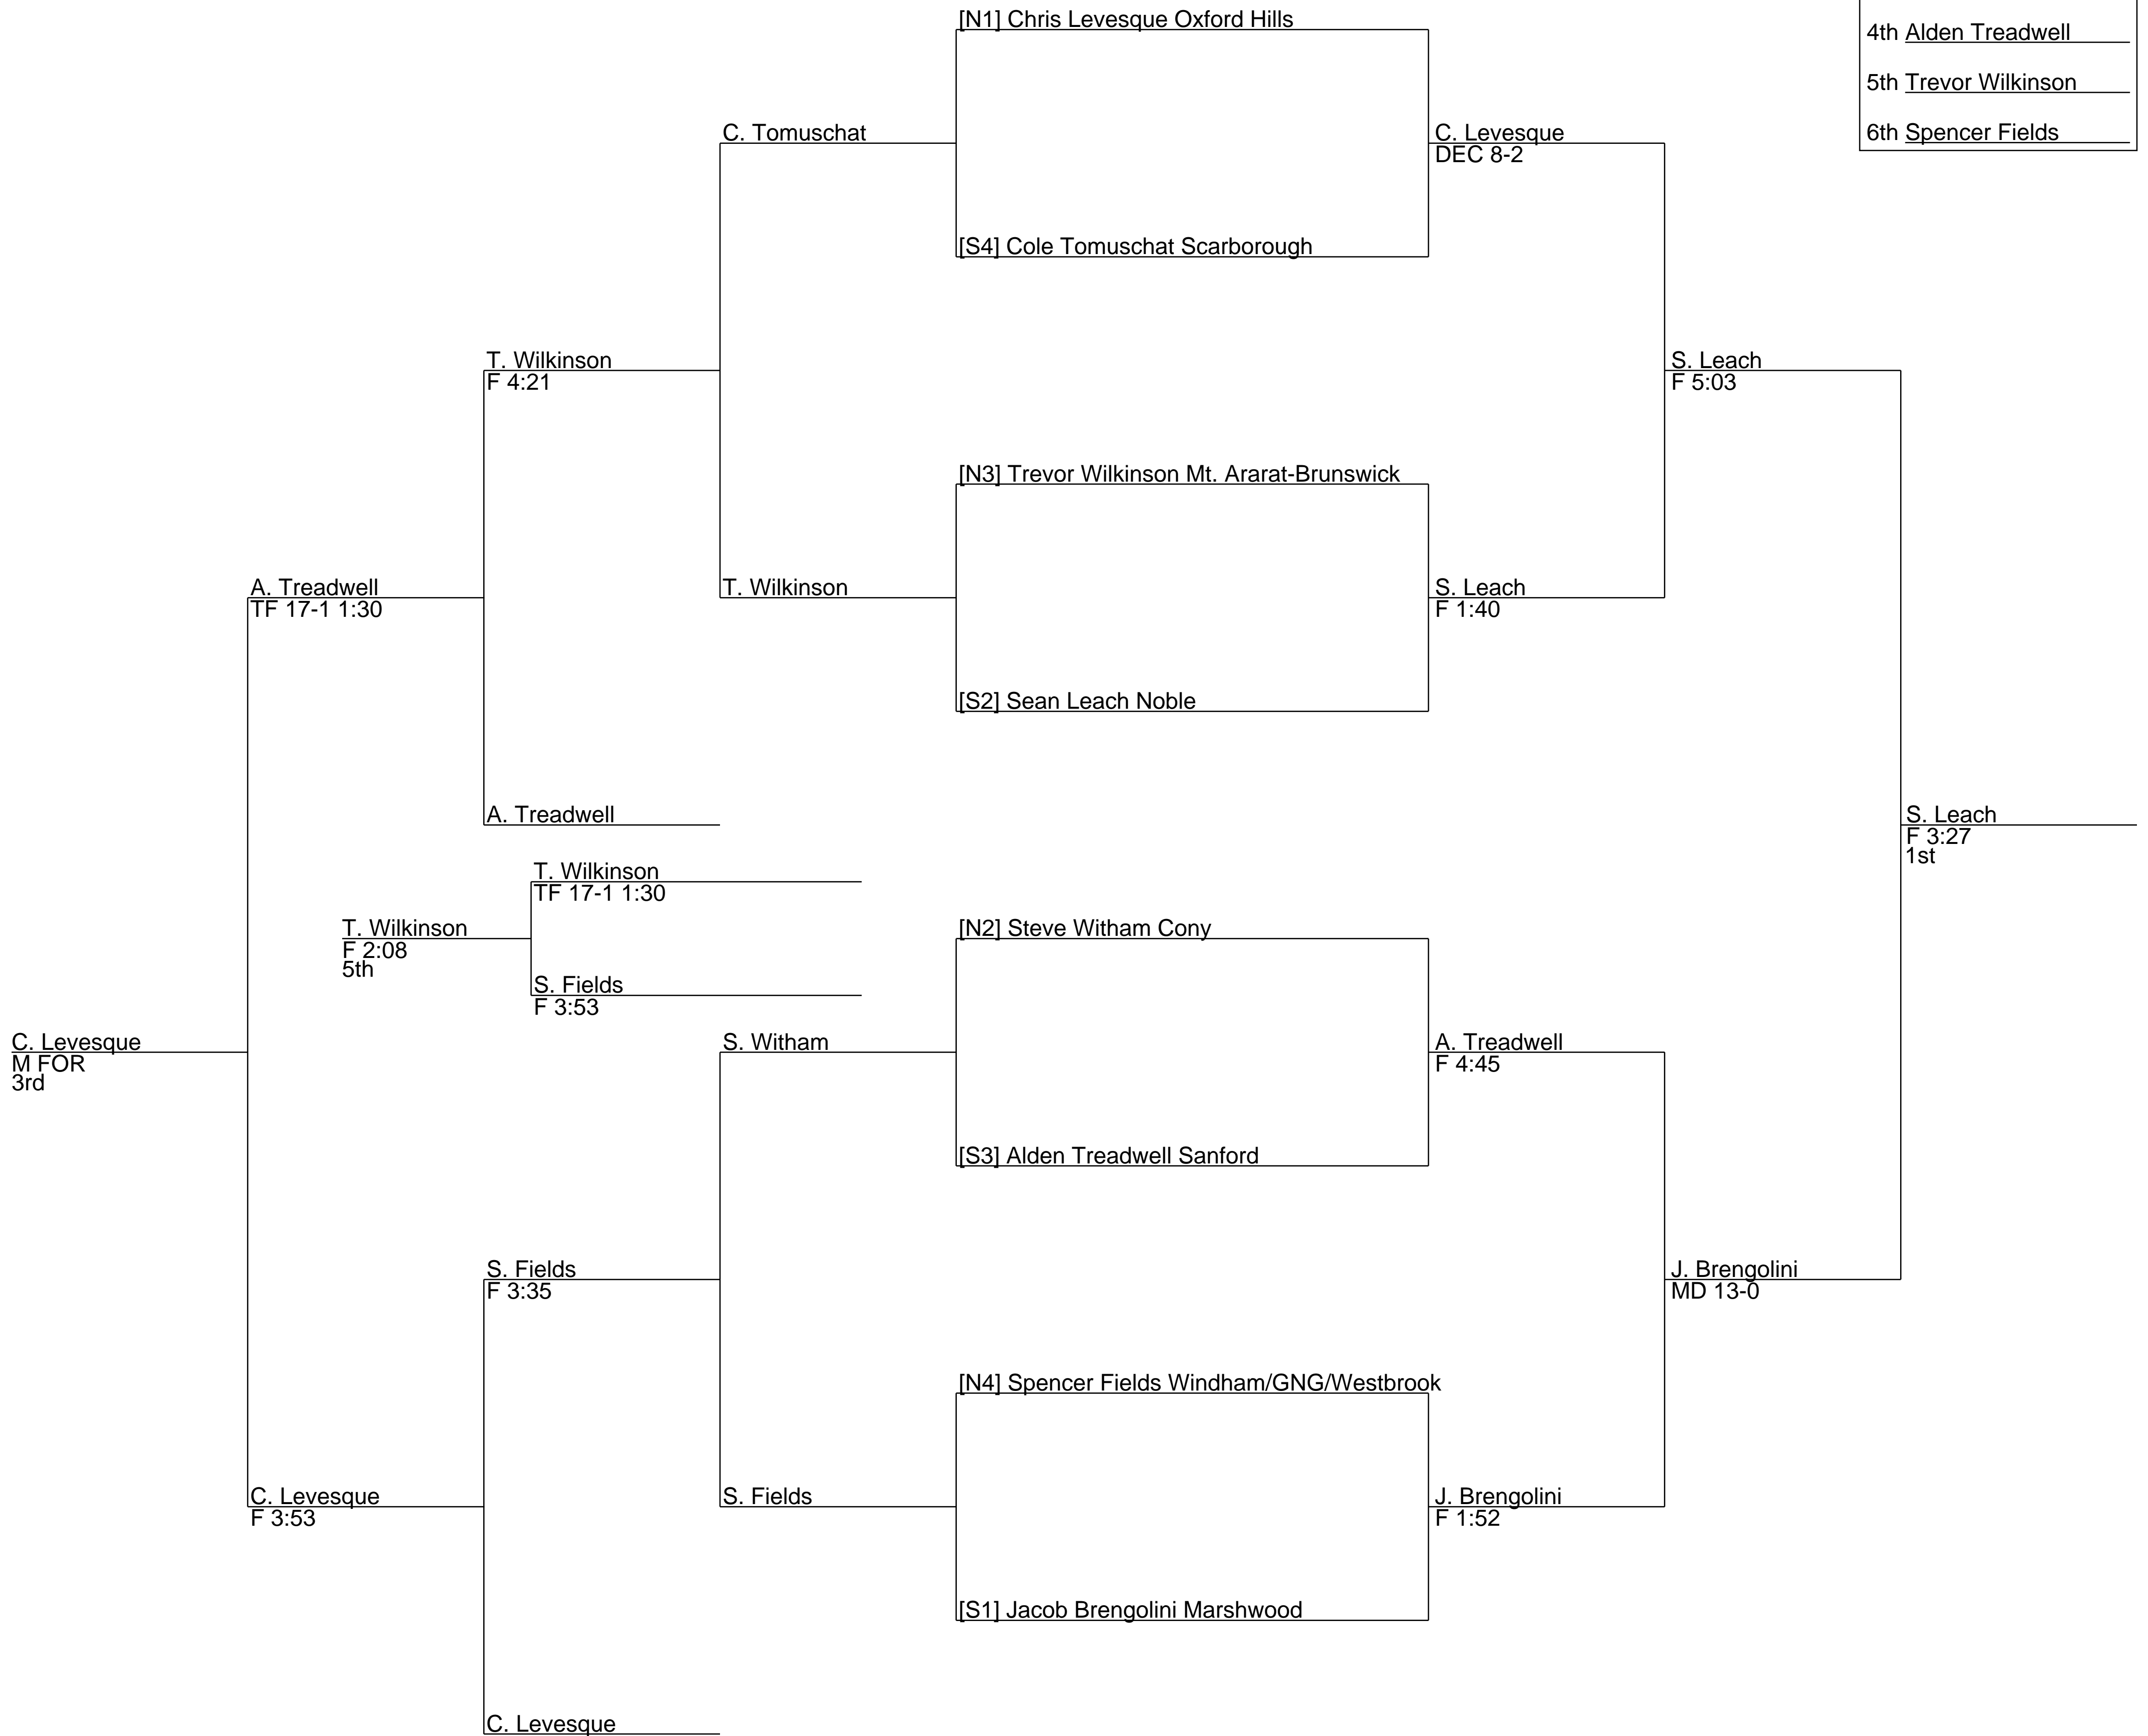 [N1] Chris Levesque Oxford Hills
4th Alden Treadwell
5th Trevor Wilkinson
6th Spencer Fields
C. Tomuschat
C. Levesque
DEC 8-2
[S4] Cole Tomuschat Scarborough
T. Wilkinson
F 4:21
S. Leach
F 5:03
[N3] Trevor Wilkinson Mt. Ararat-Brunswick
A. Treadwell
TF 17-1 1:30
T. Wilkinson
S. Leach
F 1:40
[S2] Sean Leach Noble
A. Treadwell
S. Leach
F 3:27
1st
T. Wilkinson
TF 17-1 1:30
T. Wilkinson
F 2:08
5th
[N2] Steve Witham Cony
S. Fields
F 3:53
C. Levesque
M FOR
3rd
S. Witham
A. Treadwell
F 4:45
[S3] Alden Treadwell Sanford
S. Fields
F 3:35
J. Brengolini
MD 13-0
[N4] Spencer Fields Windham/GNG/Westbrook
C. Levesque
F 3:53
S. Fields
J. Brengolini
F 1:52
[S1] Jacob Brengolini Marshwood
C. Levesque